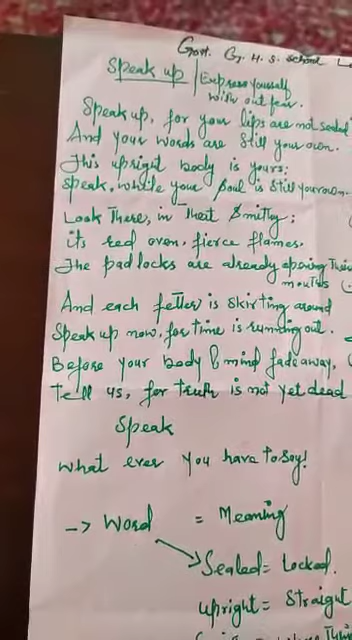 Govt. G. H. S. School
Speak up / Express yourself
with out fear.
Speak up, for your lips are not sealed
And your words are still your own.
This upright body is yours;
Speak, while your soul is still your own.
Look There, in That Smithy;
its red oven, fierce flames.
The padlocks are already opening Their
mouths
And each fetter is skirting around
Speak up now, for time is running out.
Before your body & mind fade away,
tell us, for truth is not yet dead
Speak
What ever you have to say!
-> Word = Meaning
Sealed = Locked.
upright = Straight